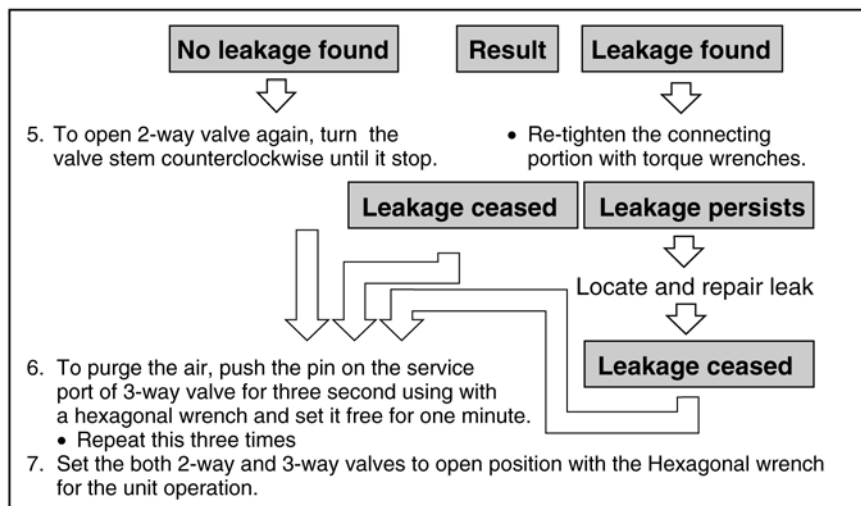 No leakage found
Result
Leakage found
5. To open 2-way valve again, turn the
valve stem counterclockwise until it stop.
• Re-tighten the connecting
portion with torque wrenches.
Leakage ceased
Leakage persists
Locate and repair leak
Leakage ceased
6. To purge the air, push the pin on the service
port of 3-way valve for three second using with
a hexagonal wrench and set it free for one minute.
• Repeat this three times
7. Set the both 2-way and 3-way valves to open position with the Hexagonal wrench
for the unit operation.